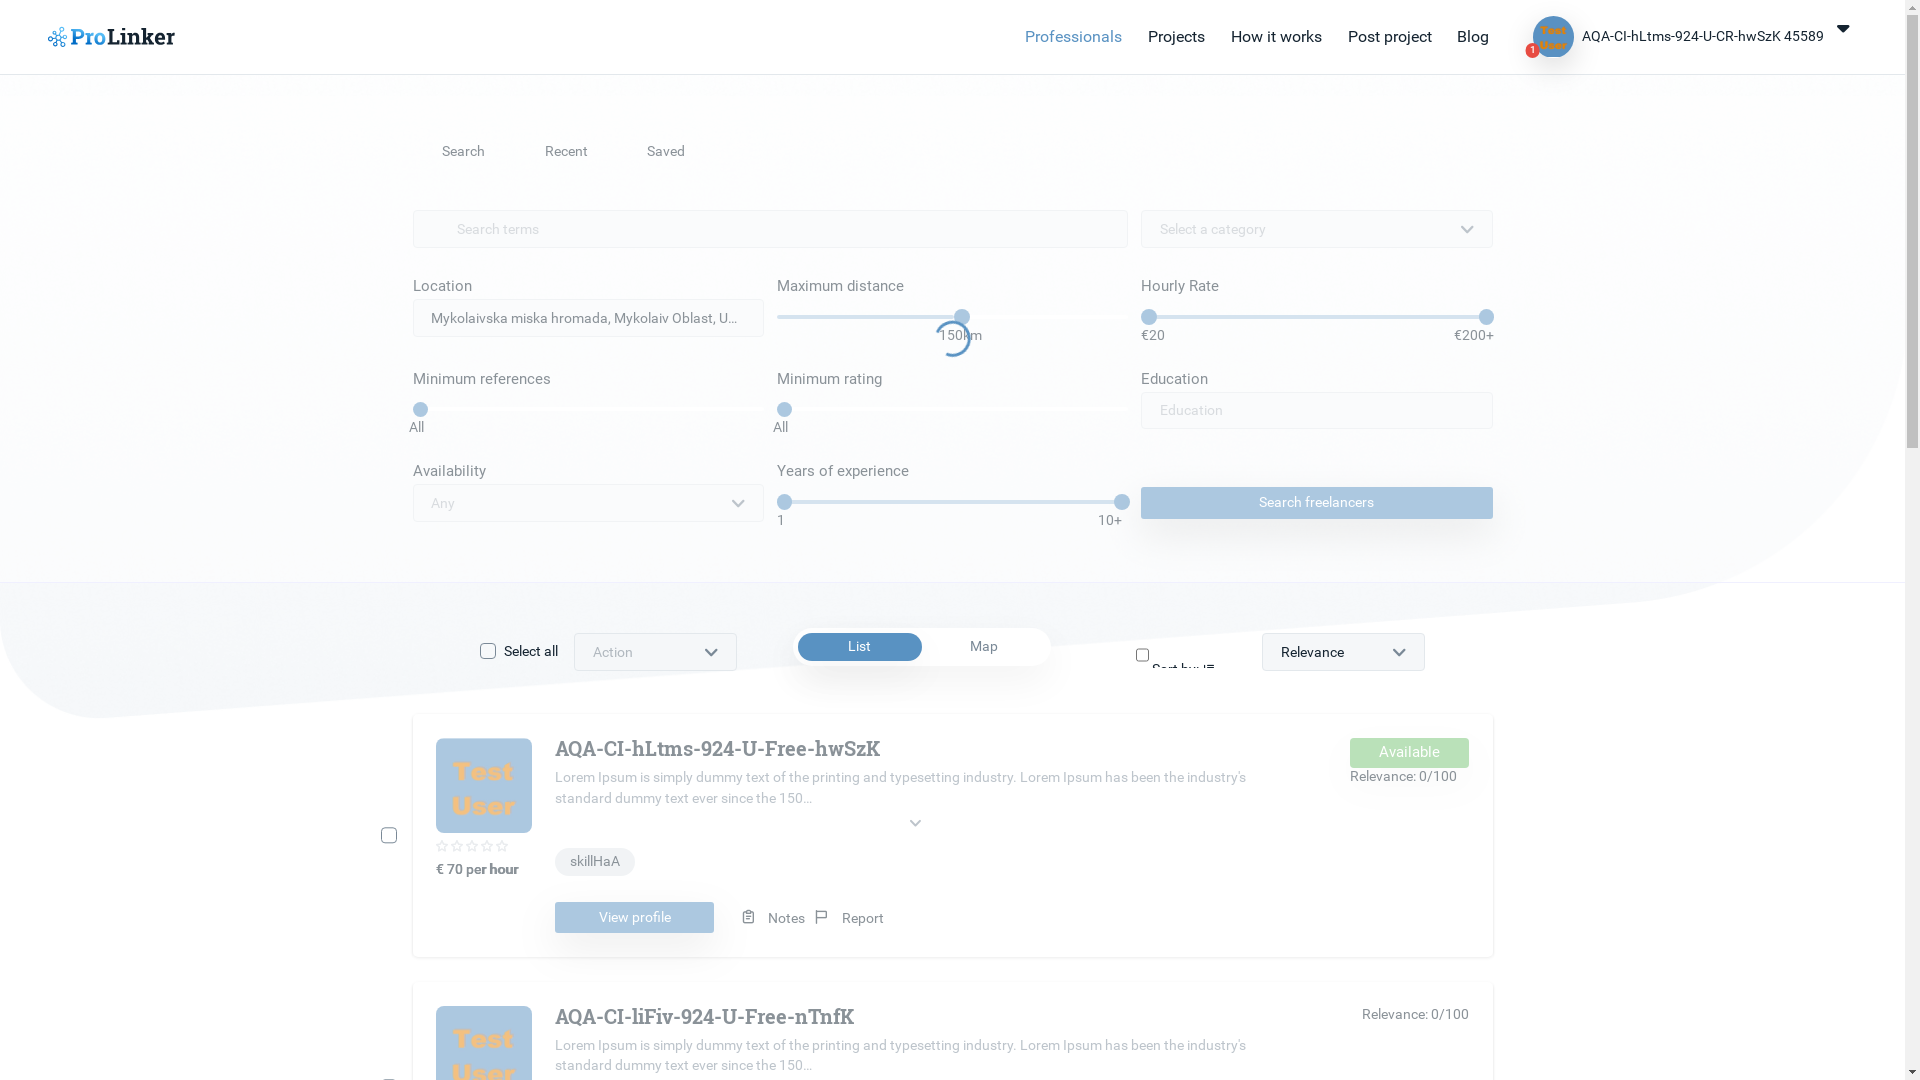 ProLinker
Professionals
Projects
How it works
Post project
Blog
Test
User
1
AQA-CI-hLtms-924-U-CR-hwSzK 45589
Search
Recent
Saved
Search terms
Select a category
Location
Maximum distance
Hourly Rate
Mykolaivska miska hromada, Mykolaiv Oblast, U...
150km
€20
€200+
Minimum references
Minimum rating
Education
All
All
Education
Availability
Years of experience
Any
1
10+
Search freelancers
Select all
Action
List
Map
Sort by:
Relevance
Test
User
€ 70 per hour
AQA-CI-hLtms-924-U-Free-hwSzK
Lorem Ipsum is simply dummy text of the printing and typesetting industry. Lorem Ipsum has been the industry's
standard dummy text ever since the 150...
skillHaA
View profile
Notes
Report
Available
Relevance: 0/100
Test
User
AQA-CI-liFiv-924-U-Free-nTnfK
Lorem Ipsum is simply dummy text of the printing and typesetting industry. Lorem Ipsum has been the industry's
standard dummy text ever since the 150...
Relevance: 0/100